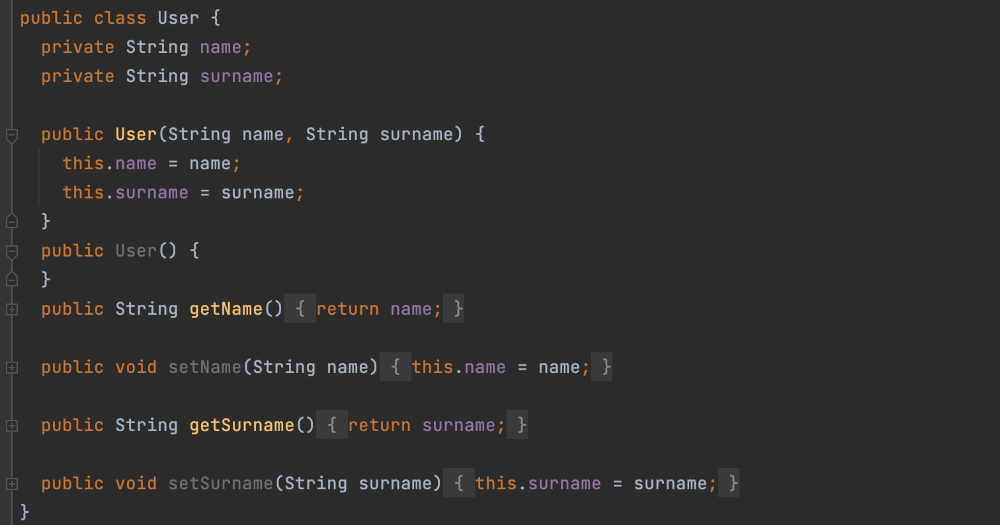 public class User {
private String name;
private String surname;
public User(String name, String surname) {
this.name = name;
this.surname = surname;
}
public User() {
}
public String getName() { return name; }
public void setName(String name) { this.name = name; }
public String getSurname() { return surname; }
public void setSurname(String surname) { this.surname = surname; }
}